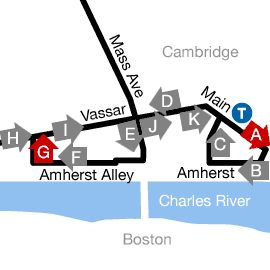 Mass Ave
Cambridge
Main
T
Vassar
D
A
H
I
E
J
K
G
F
C
B
Amherst Alley
Amherst
Charles River
Boston